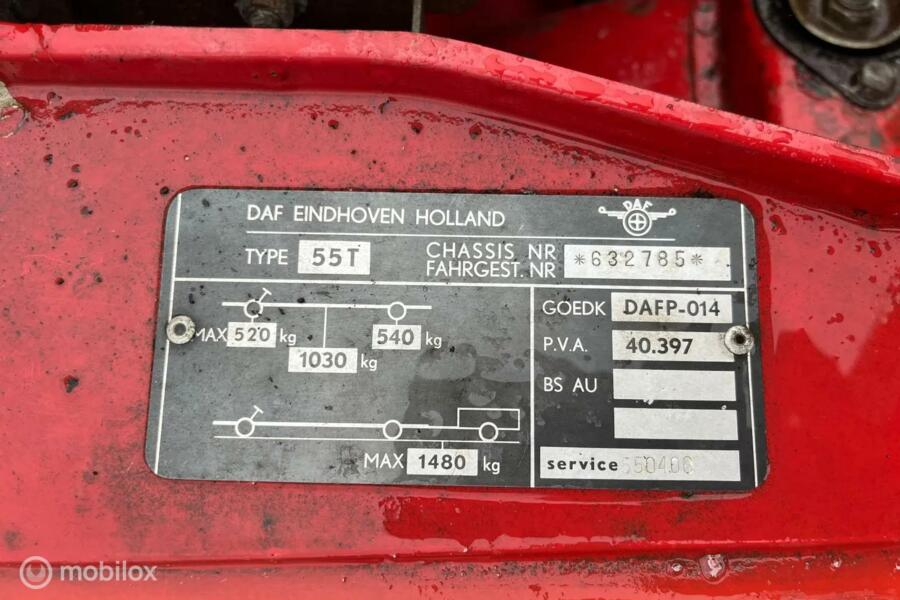 DAF EINDHOVEN HOLLAND
DAF
TYPE 55T
CHASSIS NR
FAHRGEST. NR
*632785*
MAX 520 kg
540 kg
1030 kg
MAX 1480 kg
GOEDK DAFP-014
P.V.A. 40.397
BS AU
service
mobilox